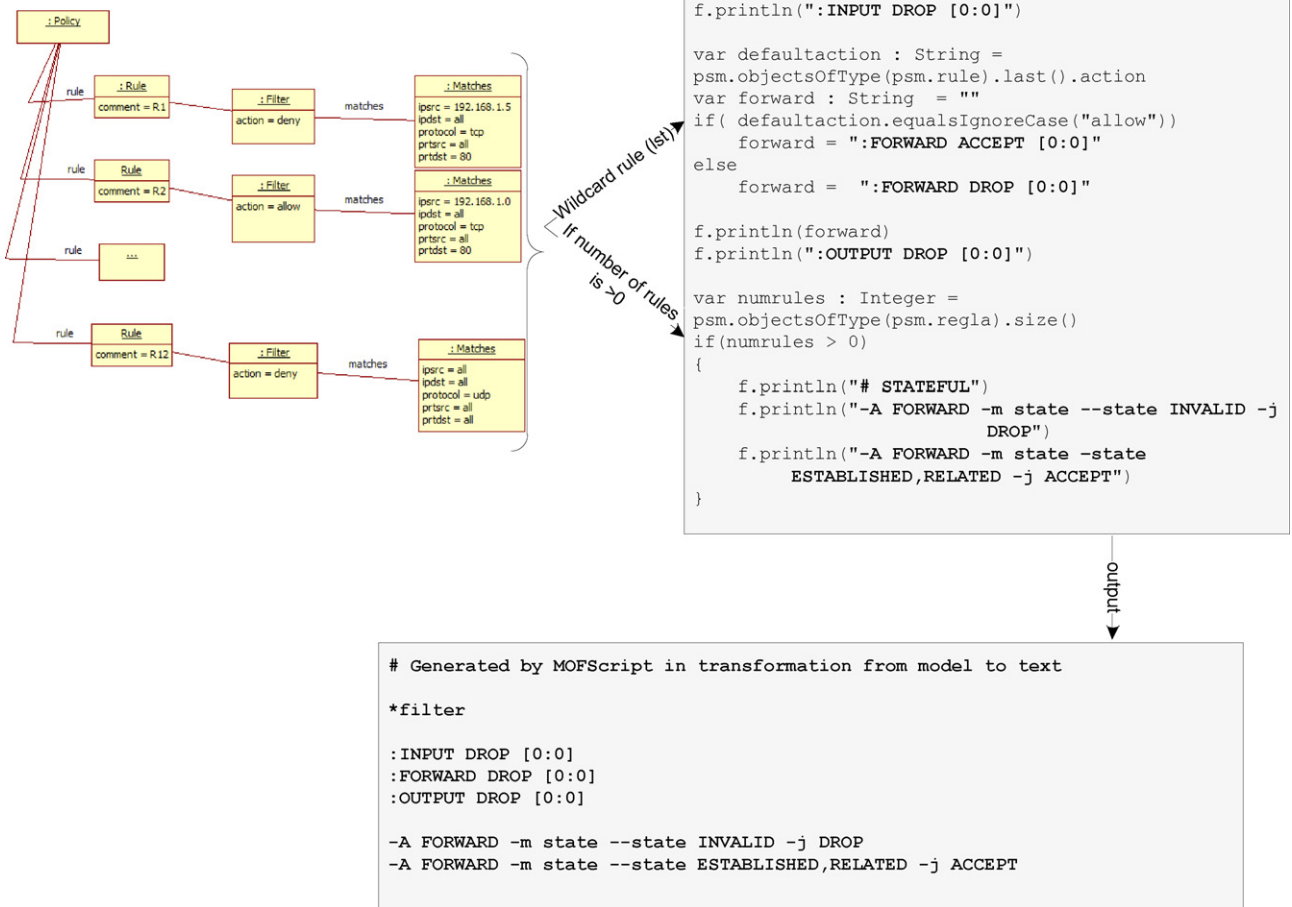 : Policy
rule
: Rule
comment = R1
: Filter
action = deny
matches
: Matches
ipsrc = 192.168.1.5
ipdst = all
protocol = tcp
prtsrc = all
prtdst = 80
rule
Rule
comment = R2
: Filter
action = allow
matches
: Matches
ipsrc = 192.168.1.0
ipdst = all
protocol = tcp
prtsrc = all
prtdst = 80
rule
...
rule
Rule
comment = R12
: Filter
action = deny
matches
: Matches
ipsrc = all
ipdst = all
protocol = udp
prtsrc = all
prtdst = all
Wildcard rule (lst)
If number of rules
is >0
f.println(":INPUT DROP [0:0]")
var defaultaction : String =
psm.objectsOfType(psm.rule).last().action
var forward : String = ""
if( defaultaction.equalsIgnoreCase("allow"))
forward = ":FORWARD ACCEPT [0:0]"
else
forward = ":FORWARD DROP [0:0]"
f.println(forward)
f.println(":OUTPUT DROP [0:0]")
var numrules : Integer =
psm.objectsOfType(psm.regla).size()
if(numrules > 0)
{
f.println("# STATEFUL")
f.println("-A FORWARD -m state --state INVALID -j
DROP")
f.println("-A FORWARD -m state –state
ESTABLISHED,RELATED -j ACCEPT")
}
output
# Generated by MOFScript in transformation from model to text
*filter
:INPUT DROP [0:0]
:FORWARD DROP [0:0]
:OUTPUT DROP [0:0]
-A FORWARD -m state --state INVALID -j DROP
-A FORWARD -m state --state ESTABLISHED,RELATED -j ACCEPT